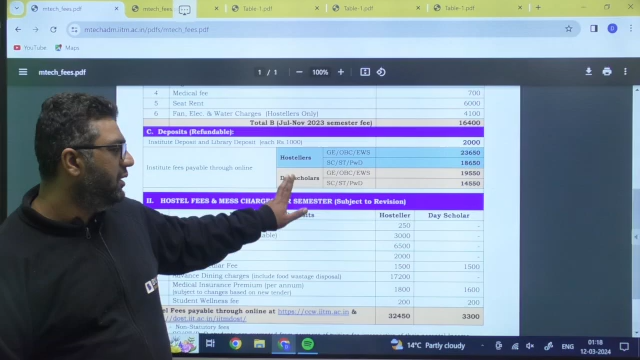 mtech_fees.pdf
mtech_fees
Table-1.pdf
Table-1.pdf
Table-1.pdf
mtechadm.iitm.ac.in/pdfs/mtech_fees.pdf
YouTube
Maps
mtech_fees.pdf
1 / 1
100%
4 Medical fee 700
5 Seat Rent 6000
6 Fan, Elec, & Water Charges (Hostellers Only) 4100
Total B (Jul-Nov 2023 semester fee) 16400
C. Deposits (Refundable):
Institute Deposit and Library Deposit (each Rs 1000) 2000
Institute fees payable through online
Hostellers GE/OBC/EWS 23650
SC/ST/PwD 18650
GE/OBC/EWS 19550
SC/ST/PwD 14550
II. HOSTEL FEES & MESS CHARGES SEMESTER (Subject to Revision)
Hosteller Day Scholar
250 -
3000 -
6500 -
2000 -
Fee 1500 1500
Advance Dining charges (include food wastage disposal) 17200 -
Medical Insurance Premium (per annum) 1800 1600
(subject to changes based on new tender)
Student Wellness fee 200 200
Fees payable through online at https://ccw.iitm.ac.in & 32450 3300
- Non-Statutory fees
14°C Partly cloudy
ENG
01:18
12-03-2024